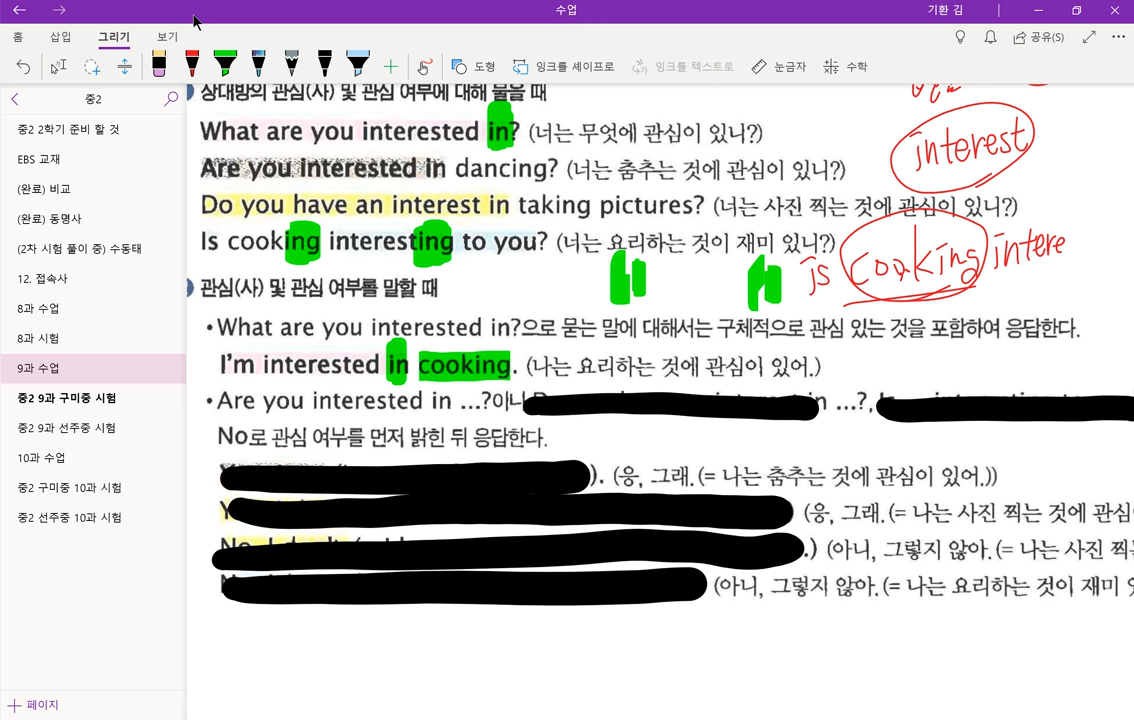 수업
기환 김
홈 삽입 그리기 보기
공유(S)
도형 잉크를 셰이프로 잉크를 텍스트로 눈금자 수학
중2
중2 2학기 준비 할 것
EBS 교재
(완료) 비교
(완료) 동명사
(2차 시험 풀이 중) 수동태
12. 접속사
8과 수업
8과 시험
9과 수업
중2 9과 구미중 시험
중2 9과 선주중 시험
10과 수업
중2 구미중 10과 시험
중2 선주중 10과 시험
페이지
상대방의 관심(사) 및 관심 여부에 대해 물을 때
What are you interested in? (너는 무엇에 관심이 있니?)
interest
Are you interested in dancing? (너는 춤추는 것에 관심이 있니?)
Do you have an interest in taking pictures? (너는 사진 찍는 것에 관심이 있니?)
Is cooking interesting to you? (너는 요리하는 것이 재미 있니?)
is cooking intere
관심(사) 및 관심 여부를 말할 때
•What are you interested in?으로 묻는 말에 대해서는 구체적으로 관심 있는 것을 포함하여 응답한다.
I'm interested in cooking. (나는 요리하는 것에 관심이 있어.)
•Are you interested in ...?아니 n ...?,
No로 관심 여부를 먼저 밝힌 뒤 응답한다.
). (응, 그래.(= 나는 춤추는 것에 관심이 있어.))
(응, 그래.(= 나는 사진 찍는 것에 관심
.) (아니, 그렇지 않아.(= 나는 사진 찍는
(아니, 그렇지 않아.(= 나는 요리하는 것이 재미 있